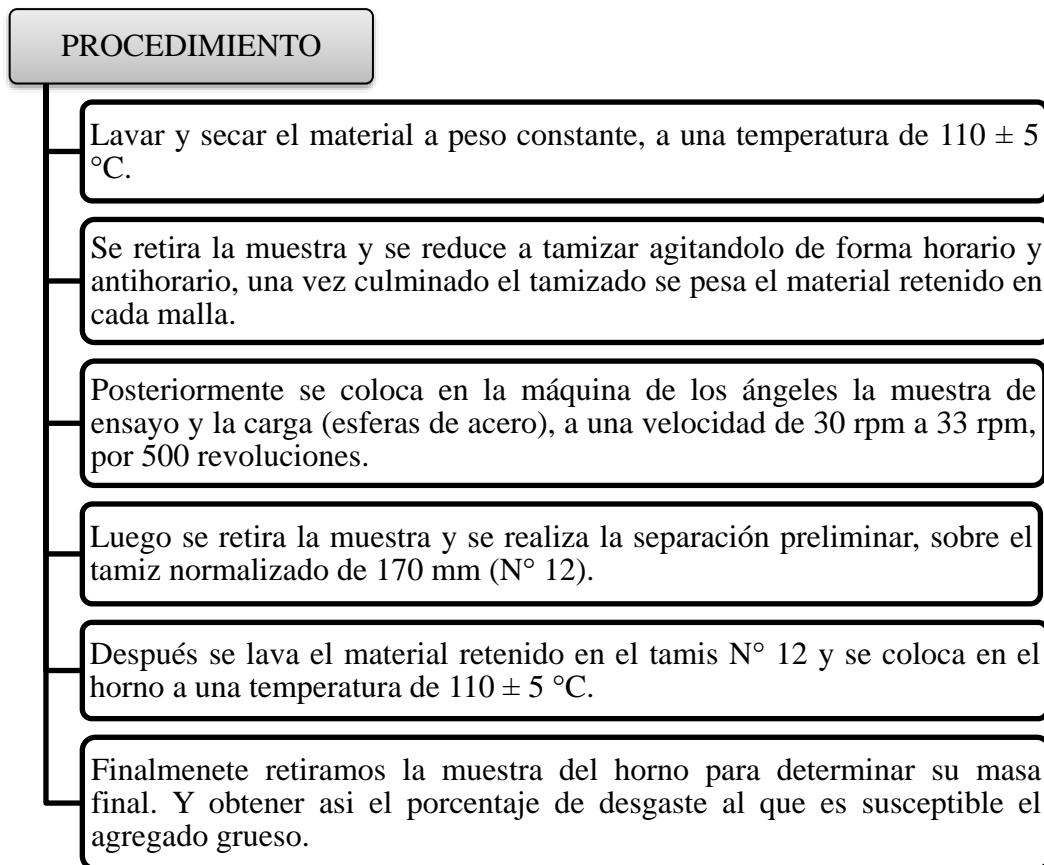 PROCEDIMIENTO
Lavar y secar el material a peso constante, a una temperatura de 110 ± 5
°C.
Se retira la muestra y se reduce a tamizar agitandolo de forma horario y
antihorario, una vez culminado el tamizado se pesa el material retenido en
cada malla.
Posteriormente se coloca en la máquina de los ángeles la muestra de
ensayo y la carga (esferas de acero), a una velocidad de 30 rpm a 33 rpm,
por 500 revoluciones.
Luego se retira la muestra y se realiza la separación preliminar, sobre el
tamiz normalizado de 170 mm (N° 12).
Después se lava el material retenido en el tamis N° 12 y se coloca en el
horno a una temperatura de 110 ± 5 °C.
Finalmenete retiramos la muestra del horno para determinar su masa
final. Y obtener asi el porcentaje de desgaste al que es susceptible el
agregado grueso.